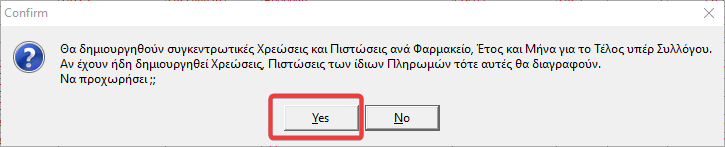 Confirm
Θα δημιουργηθούν συγκεντρωτικές Χρεώσεις και Πιστώσεις ανά Φαρμακείο, Έτος και Μήνα για το Τέλος υπέρ Συλλόγου.
Αν έχουν ήδη δημιουργηθεί Χρεώσεις, Πιστώσεις των ίδιων Πληρωμών τότε αυτές θα διαγραφούν.
Να προχωρήσει ;;
Yes No